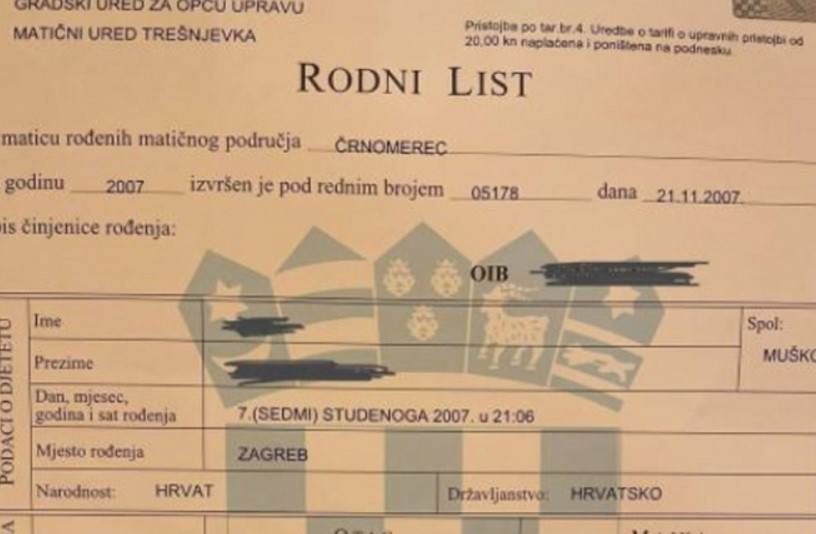 GRADSKI URED ZA OPĆU UPRAVU
MATIČNI URED TREŠNJEVKA
Pristojba po tar.br.4. Uredbe o tarifi o upravnih pristojbi od
20,00 kn naplaćena i poništena na podnesku.
RODNI LIST
maticu rođenih matičnog područja ČRNOMEREC
godinu 2007 izvršen je pod rednim brojem 05178 dana 21.11.2007.
is činjenice rođenja:
OIB
PODACI O DJETETU
Ime
Spol:
MUŠKO
Prezime
Dan, mjesec,
godina i sat rođenja 7.(SEDMI) STUDENOGA 2007. u 21:06
Mjesto rođenja ZAGREB
Narodnost: HRVAT Državljanstvo: HRVATSKO